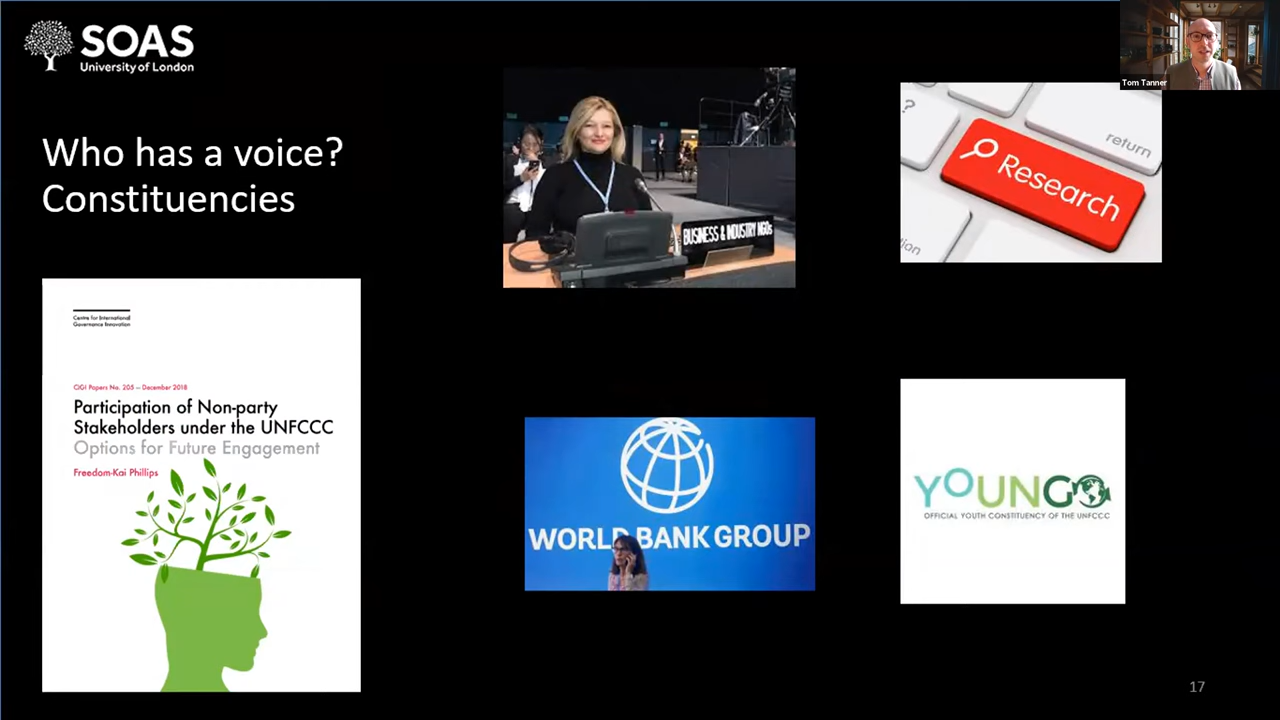 SOAS
University of London
Tom Tanner
Who has a voice?
Constituencies
Centre for International
Governance Innovation
CIGI Papers No. 205 — December 2018
Participation of Non-party
Stakeholders under the UNFCCC
Options for Future Engagement
Freedom-Kai Phillips
BUSINESS & INDUSTRY NGOs
?
return
Research
WORLD BANK GROUP
YOUNGO
OFFICIAL YOUTH CONSTITUENCY OF THE UNFCCC
17